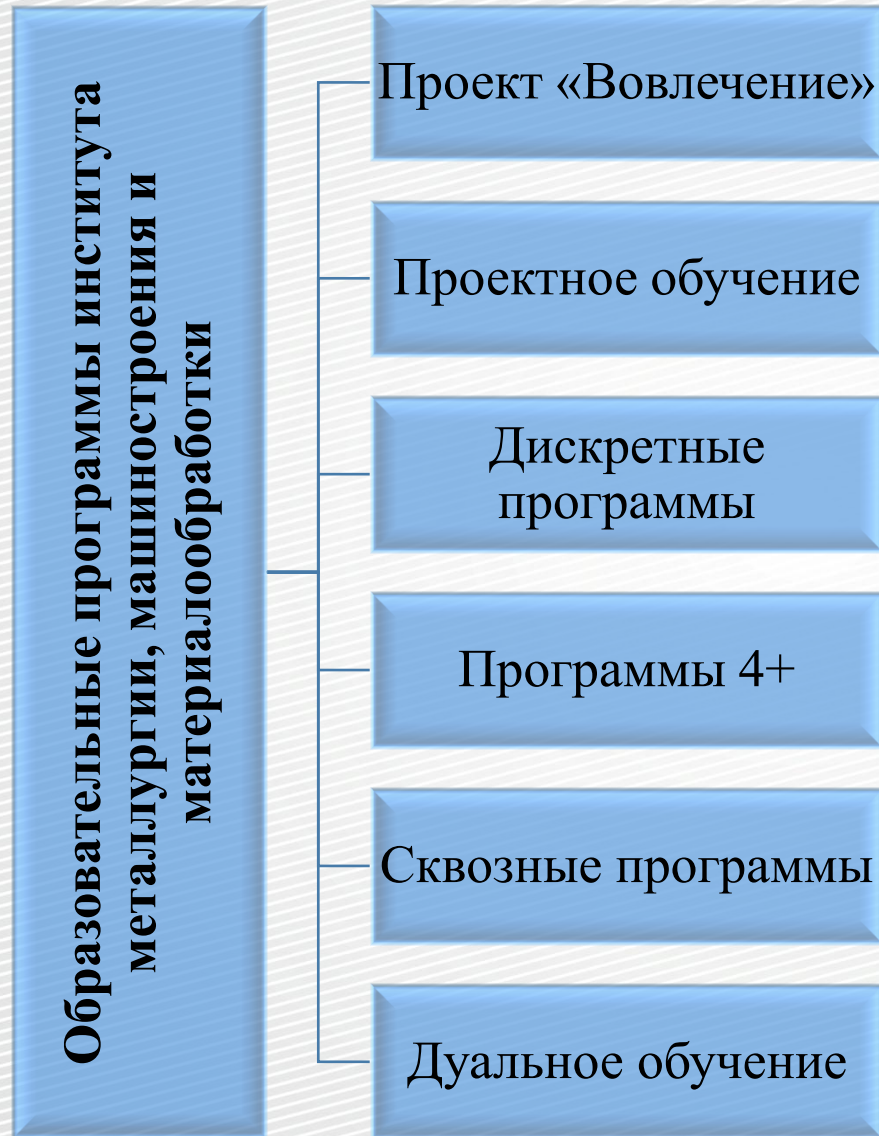 Образовательные программы института
металлургии, машиностроения и
материалообработки
Проект «Вовлечение»
Проектное обучение
Дискретные
программы
Программы 4+
Сквозные программы
Дуальное обучение